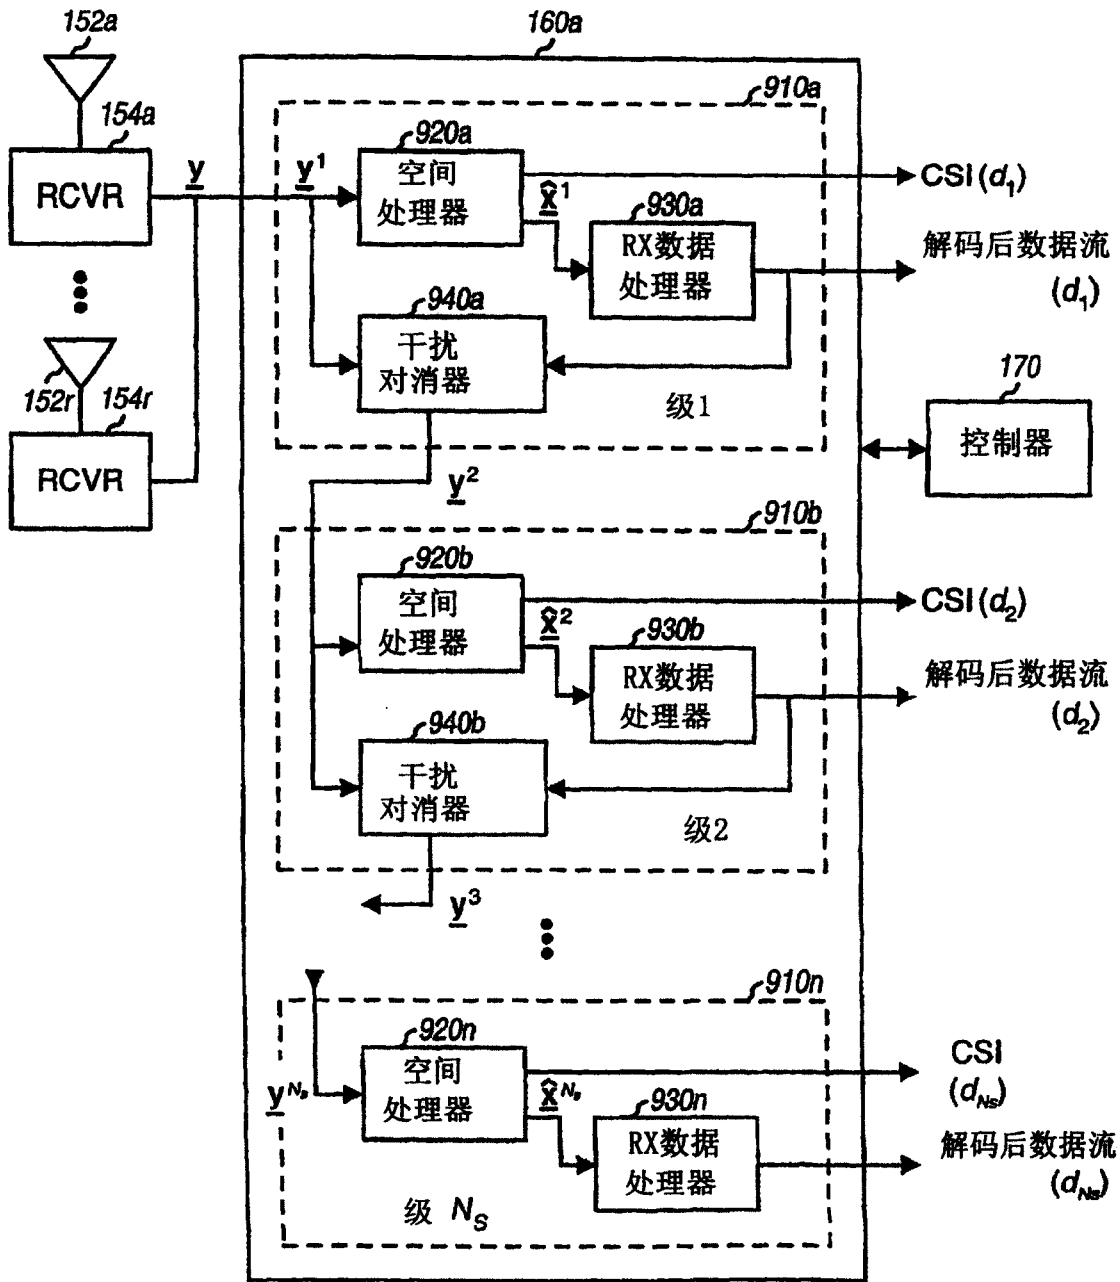 152a
160a
154a
RCVR
y
910a
920a
y¹
空间
处理器
CSI (d₁)
x̂¹
930a
RX数据
处理器
解码后数据流
(d₁)
940a
干扰
对消器
级1
152r
154r
RCVR
170
控制器
y²
910b
920b
空间
处理器
CSI (d₂)
x̂²
930b
RX数据
处理器
解码后数据流
(d₂)
940b
干扰
对消器
级2
y³
910n
920n
y^Ns
空间
处理器
CSI
(d_Ns)
x̂^Ns
930n
RX数据
处理器
解码后数据流
(d_Ns)
级 N_S